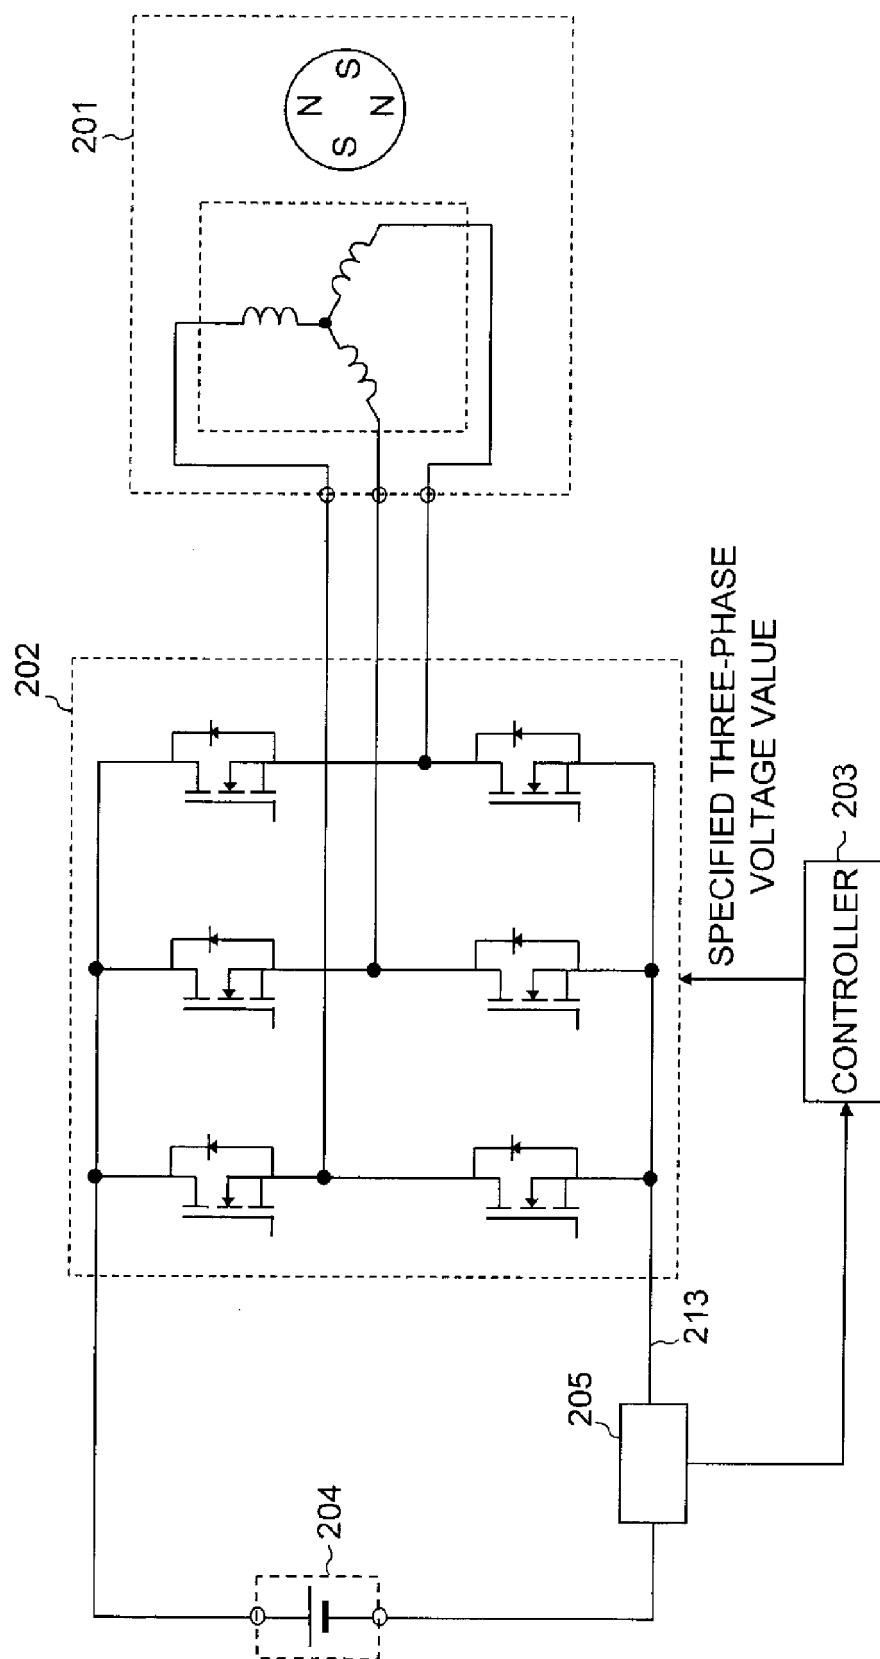 201
N
S
S
N
202
SPECIFIED THREE-PHASE
VOLTAGE VALUE
203
CONTROLLER
213
205
204